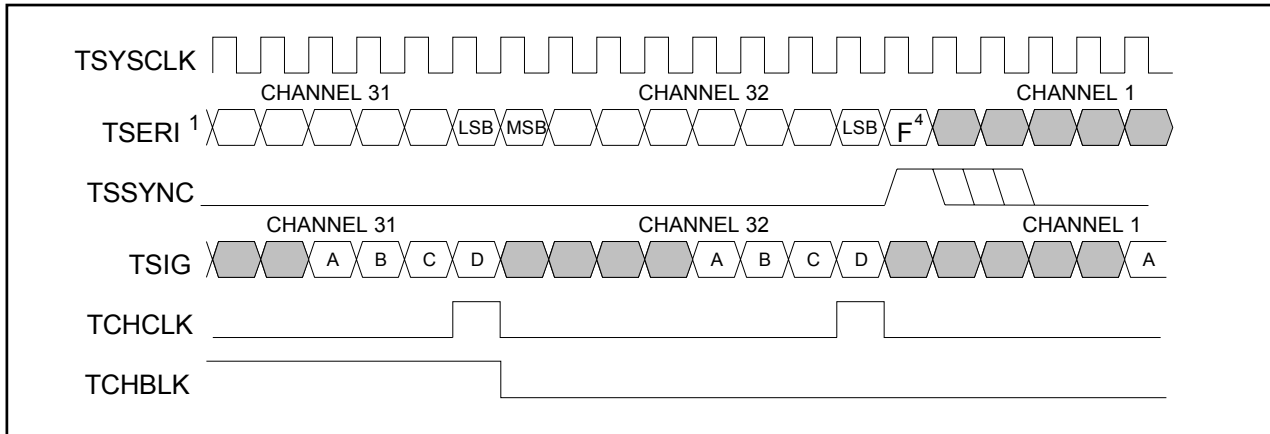 TSYSCLK
CHANNEL 31 CHANNEL 32 CHANNEL 1
TSERI 1 LSB MSB LSB F4
TSSYNC
CHANNEL 31 CHANNEL 32 CHANNEL 1
TSIG A B C D A B C D A
TCHCLK
TCHBLK